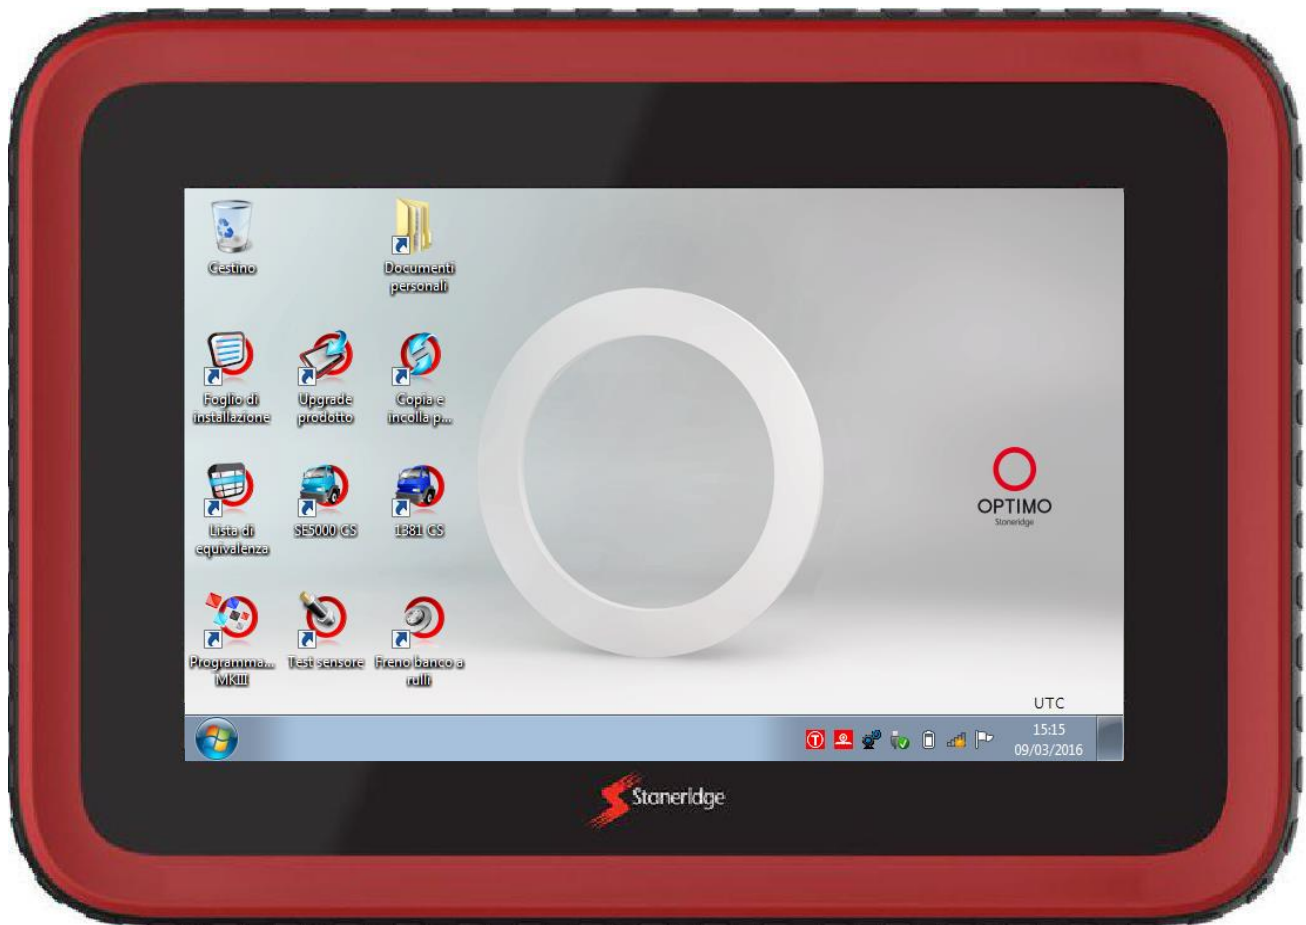 Cestino
Documenti
personali
Foglio di
installazione
Upgrade
prodotto
Copia e
incolla p...
Lista di
equivalenza
SE5000 CS
1381 CS
OPTIMO
Stoneridge
Programma...
MKIII
Test sensore
Freno banco a
rulli
UTC
15:15
09/03/2016
Stoneridge